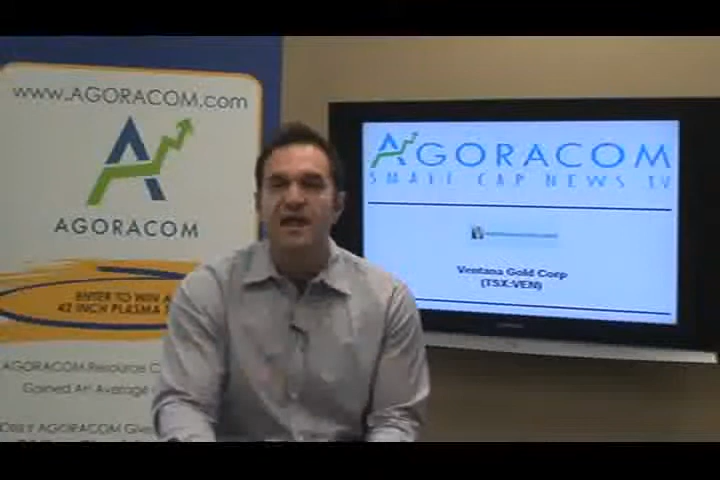 www.AGORACOM.com
AGORACOM
ENTER TO WIN A
42 INCH PLASMA
AGORACOM Resource
Gained An Average
AGORACOM
AGORACOM
SMALL CAP NEWS TV
Ventana Gold Corp
(TSX:VEN)